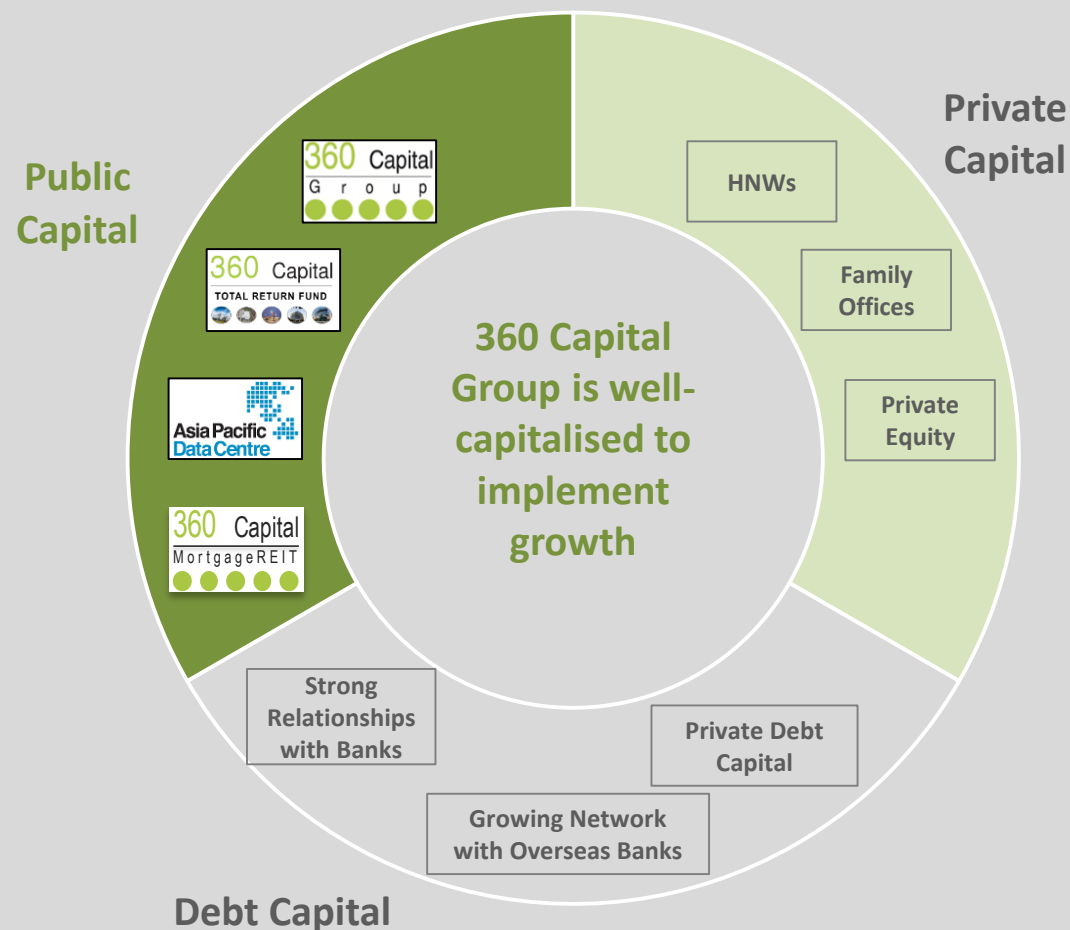 Public
Capital
360 Capital
Group
360 Capital
TOTAL RETURN FUND
Asia Pacific
Data Centre
360 Capital
MortgageREIT
Private
Capital
HNWs
Family
Offices
Private
Equity
360 Capital
Group is well-
capitalised to
implement
growth
Strong
Relationships
with Banks
Private Debt
Capital
Growing Network
with Overseas Banks
Debt Capital